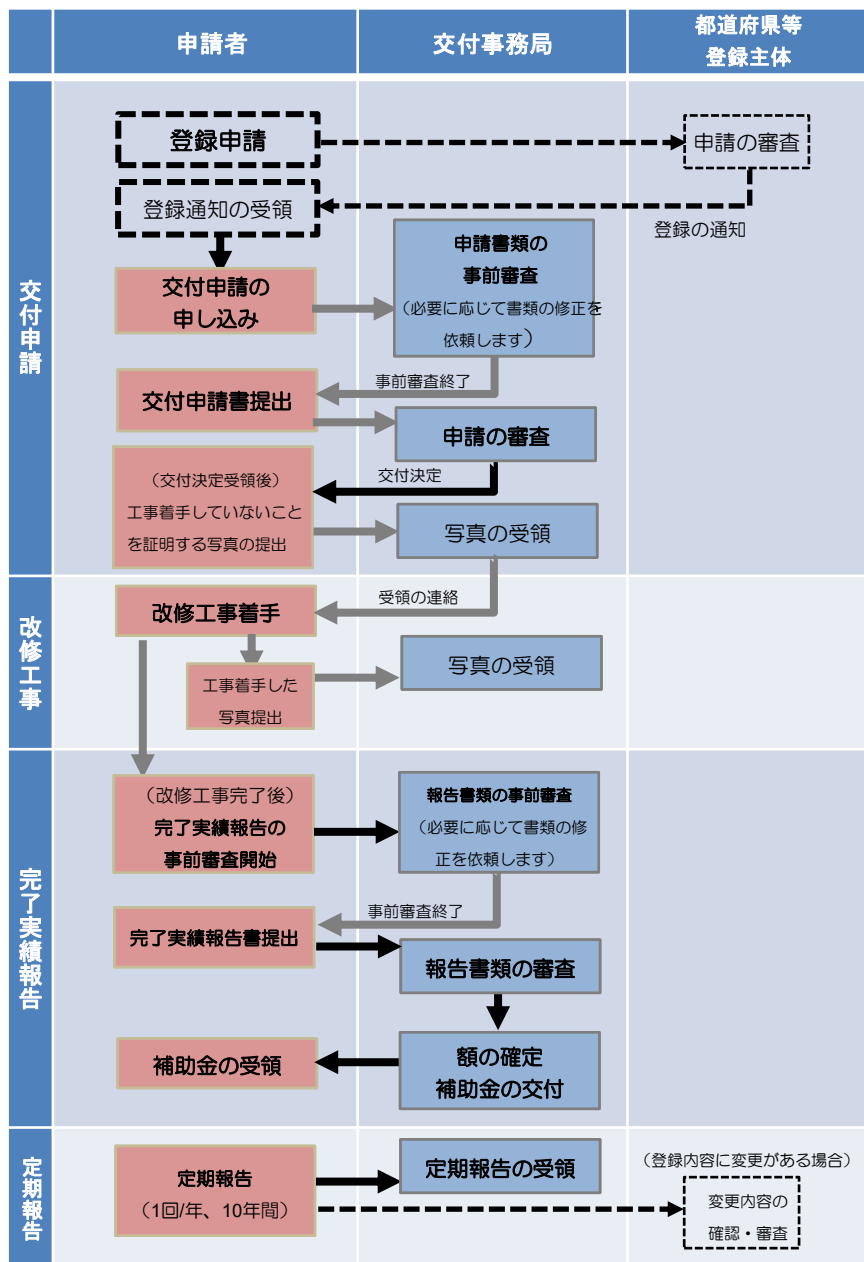 申請者
交付事務局
都道府県等
登録主体
交付申請
登録申請
申請の審査
登録通知の受領
登録の通知
申請書類の
事前審査
（必要に応じて書類の修正を
依頼します）
交付申請の
申し込み
事前審査終了
交付申請書提出
申請の審査
交付決定
（交付決定受領後）
工事着手していないこと
を証明する写真の提出
写真の受領
改修工事
受領の連絡
改修工事着手
写真の受領
工事着手した
写真提出
完了実績報告
（改修工事完了後）
完了実績報告の
事前審査開始
報告書類の事前審査
（必要に応じて書類の修
正を依頼します）
事前審査終了
完了実績報告書提出
報告書類の審査
補助金の受領
額の確定
補助金の交付
定期報告
定期報告
（1回/年、10年間）
定期報告の受領
（登録内容に変更がある場合）
変更内容の
確認・審査